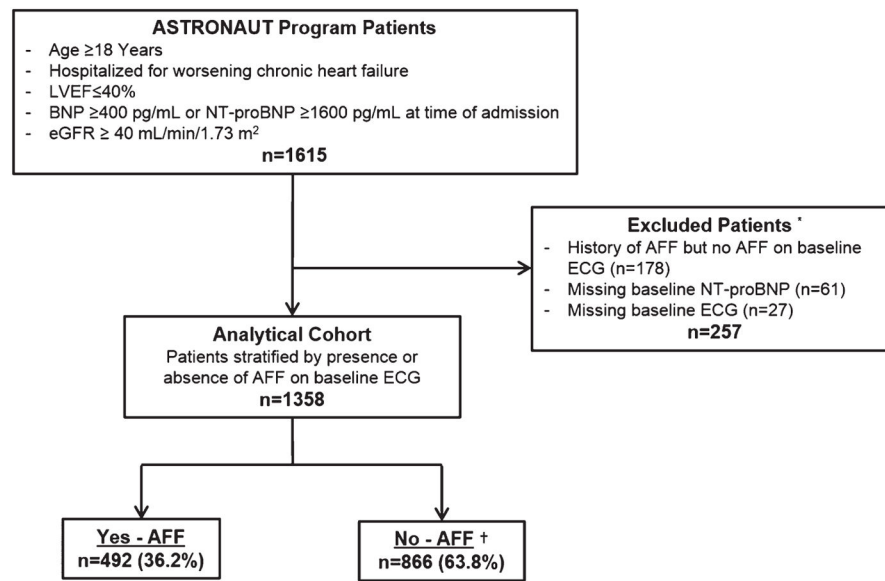 ASTRONAUT Program Patients
- Age ≥18 Years
- Hospitalized for worsening chronic heart failure
- LVEF≤40%
- BNP ≥400 pg/mL or NT-proBNP ≥1600 pg/mL at time of admission
- eGFR ≥ 40 mL/min/1.73 m²
n=1615
Excluded Patients *
- History of AFF but no AFF on baseline
ECG (n=178)
- Missing baseline NT-proBNP (n=61)
- Missing baseline ECG (n=27)
n=257
Analytical Cohort
Patients stratified by presence or
absence of AFF on baseline ECG
n=1358
Yes - AFF
n=492 (36.2%)
No - AFF †
n=866 (63.8%)